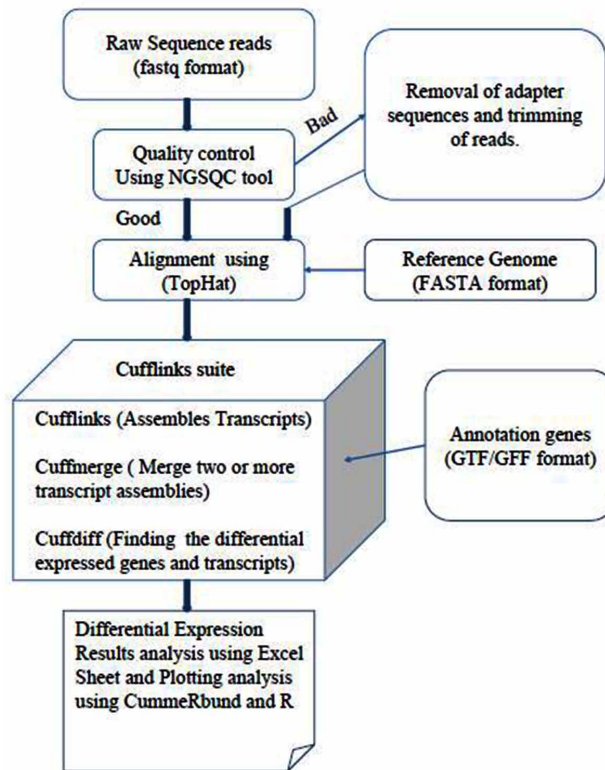 Raw Sequence reads
(fastq format)
Bad
Removal of adapter
sequences and trimming
of reads.
Quality control
Using NGSQC tool
Good
Alignment using
(TopHat)
Reference Genome
(FASTA format)
Cufflinks suite
Cufflinks (Assembles Transcripts)
Cuffmerge ( Merge two or more
transcript assemblies)
Cuffdiff (Finding the differential
expressed genes and transcripts)
Annotation genes
(GTF/GFF format)
Differential Expression
Results analysis using Excel
Sheet and Plotting analysis
using CummeRbund and R